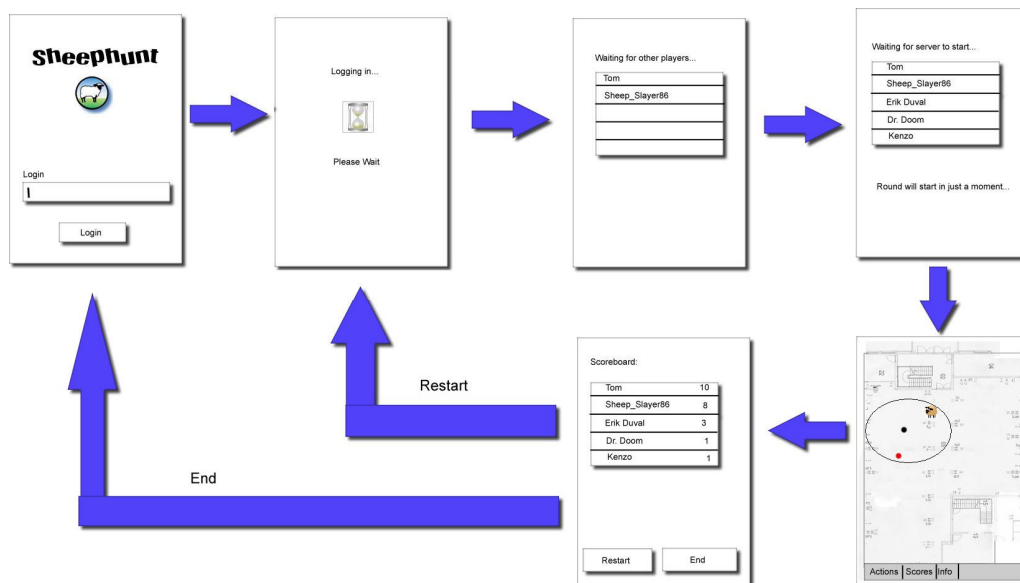 Sheephunt
Login
Login
Logging in...
Please Wait
Waiting for other players...
Tom
Sheep_Slayer86
Waiting for server to start...
Tom
Sheep_Slayer86
Erik Duval
Dr. Doom
Kenzo
Round will start in just a moment...
Actions Scores Info
Scoreboard:
Tom 10
Sheep_Slayer86 8
Erik Duval 3
Dr. Doom 1
Kenzo 1
Restart End
Restart
End